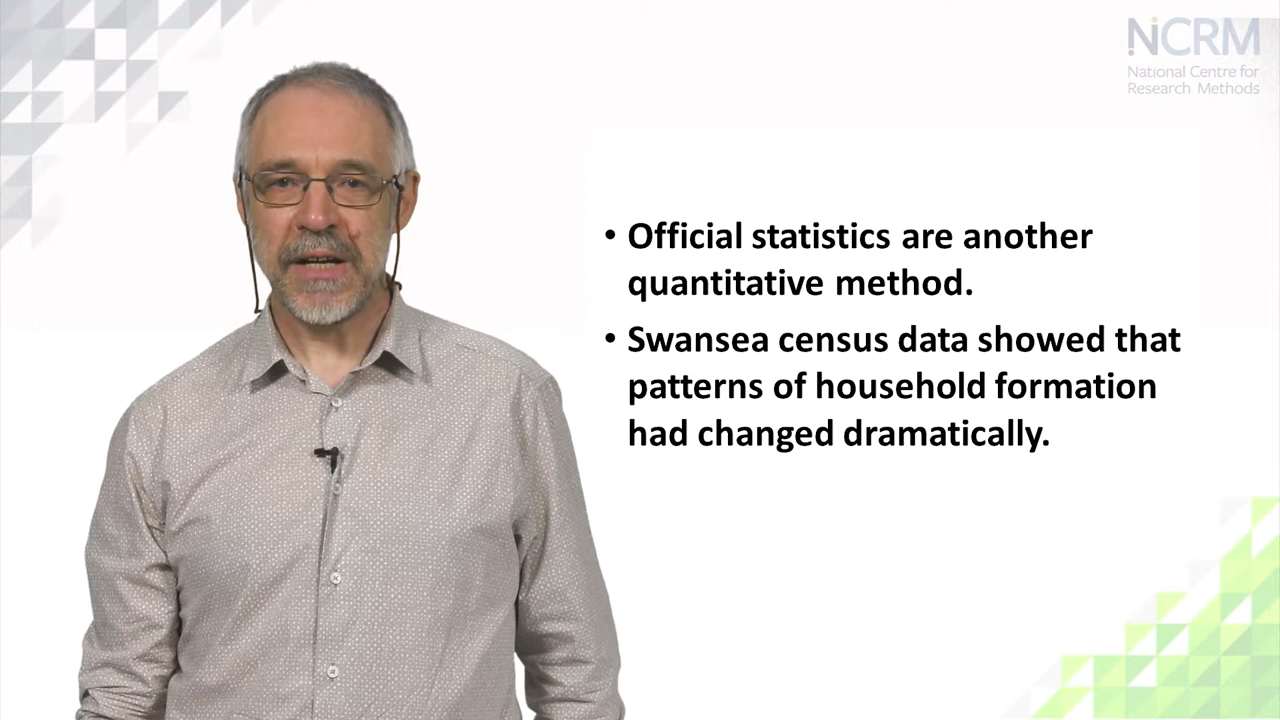 NCRM
National Centre for
Research Methods
• Official statistics are another
quantitative method.
• Swansea census data showed that
patterns of household formation
had changed dramatically.